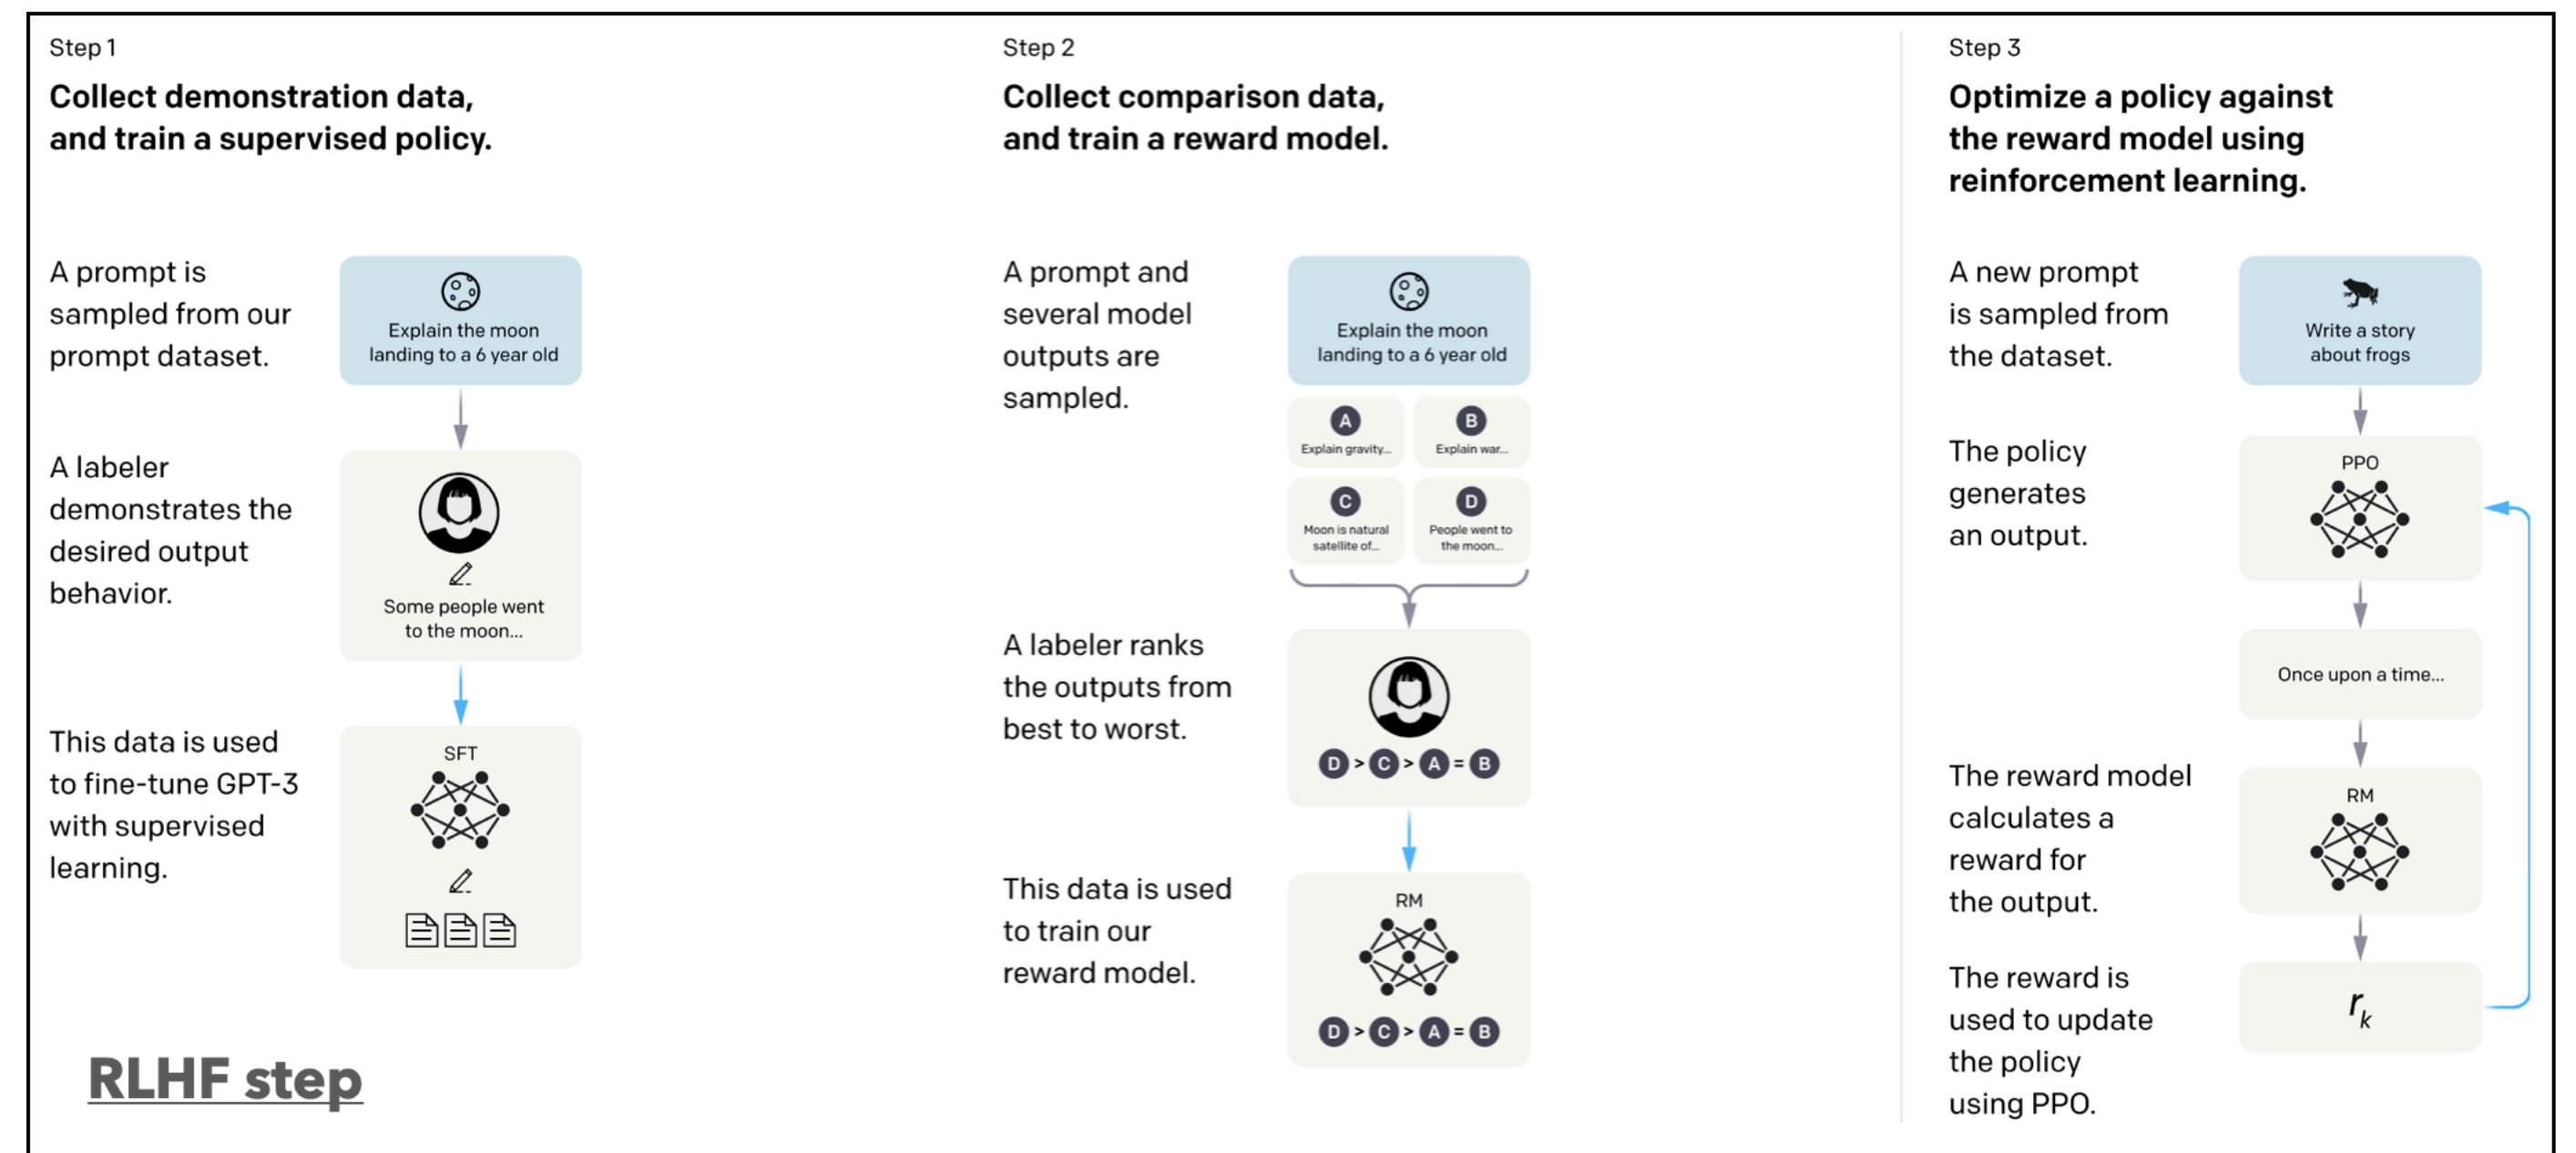 Step 1
Collect demonstration data,
and train a supervised policy.
A prompt is
sampled from our
prompt dataset.
Explain the moon
landing to a 6 year old
A labeler
demonstrates the
desired output
behavior.
Some people went
to the moon...
This data is used
to fine-tune GPT-3
with supervised
learning.
SFT
RLHF step
Step 2
Collect comparison data,
and train a reward model.
A prompt and
several model
outputs are
sampled.
Explain the moon
landing to a 6 year old
A
Explain gravity...
B
Explain war...
C
Moon is natural
satellite of...
D
People went to
the moon...
A labeler ranks
the outputs from
best to worst.
D > C > A = B
This data is used
to train our
reward model.
RM
D > C > A = B
Step 3
Optimize a policy against
the reward model using
reinforcement learning.
A new prompt
is sampled from
the dataset.
Write a story
about frogs
The policy
generates
an output.
PPO
Once upon a time...
The reward model
calculates a
reward for
the output.
RM
The reward is
used to update
the policy
using PPO.
rk